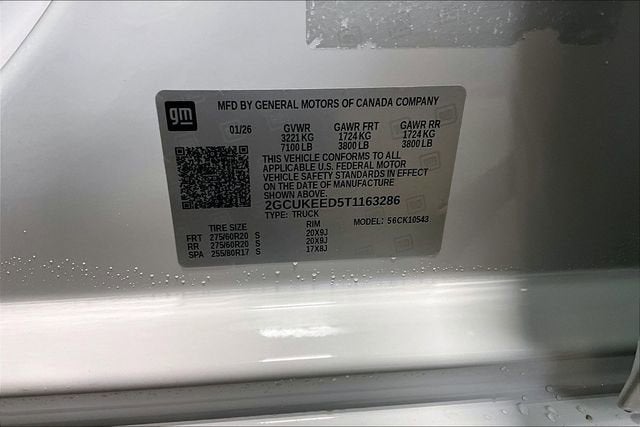 gm
MFD BY GENERAL MOTORS OF CANADA COMPANY
01/26 GVWR GAWR FRT GAWR RR
3221 KG 1724 KG 1724 KG
7100 LB 3800 LB 3800 LB
THIS VEHICLE CONFORMS TO ALL
APPLICABLE U.S. FEDERAL MOTOR
VEHICLE SAFETY STANDARDS IN EFFECT
ON THE DATE OF MANUFACTURE
SHOWN ABOVE.
2GCUKEED5T1163286
TYPE: TRUCK
MODEL: 56CK10543
TIRE SIZE RIM
FRT 275/60R20 S 20X9J
RR 275/60R20 S 20X9J
SPA 255/80R17 S 17X8J